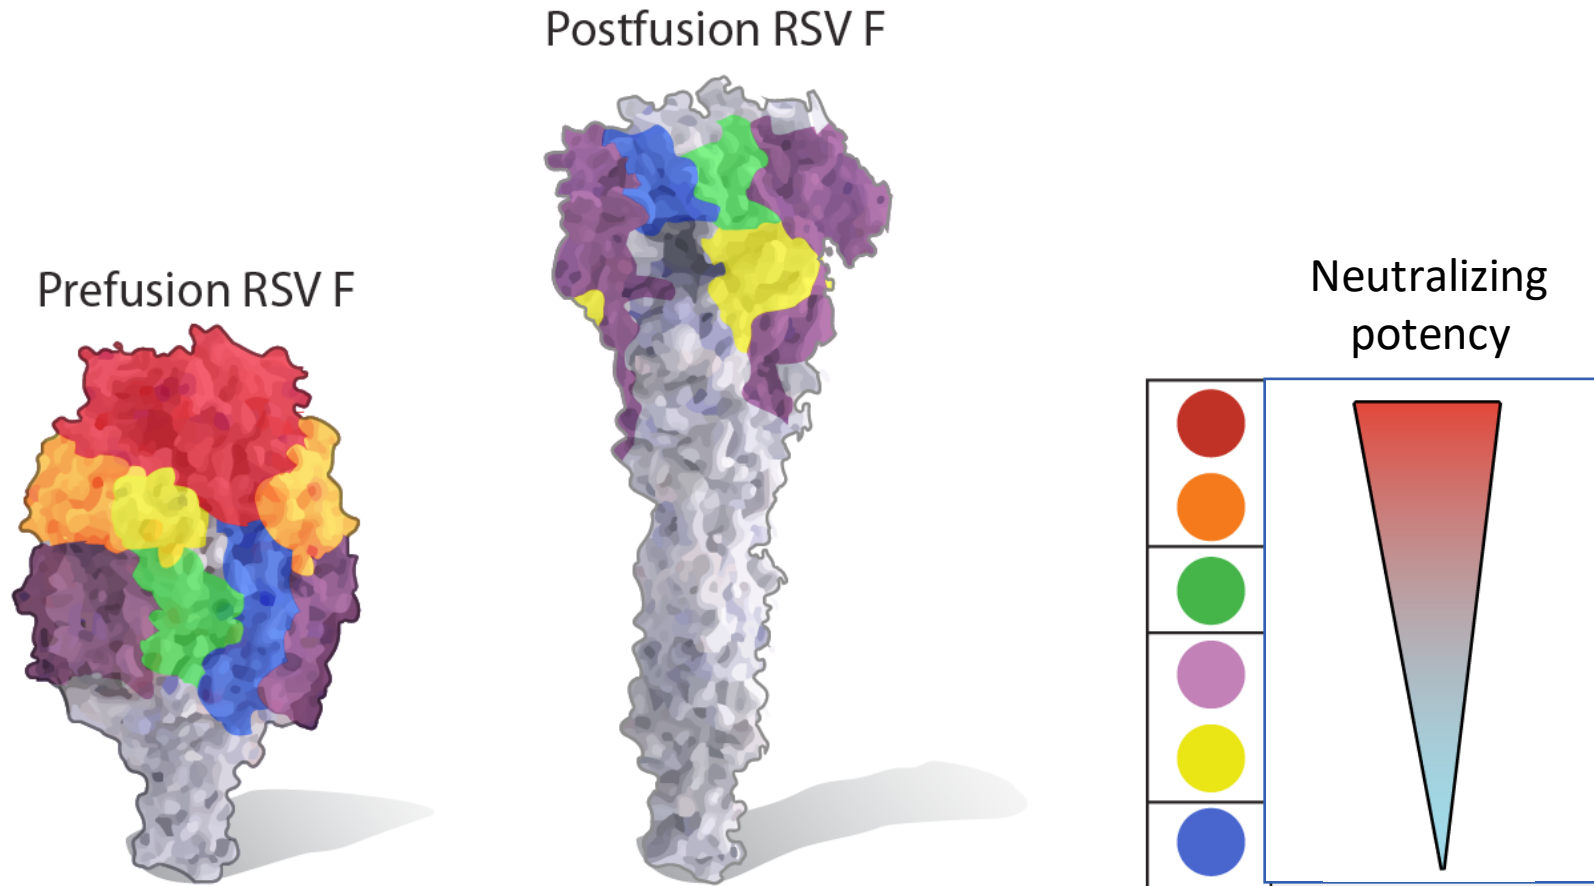 Postfusion RSV F
Prefusion RSV F
Neutralizing
potency